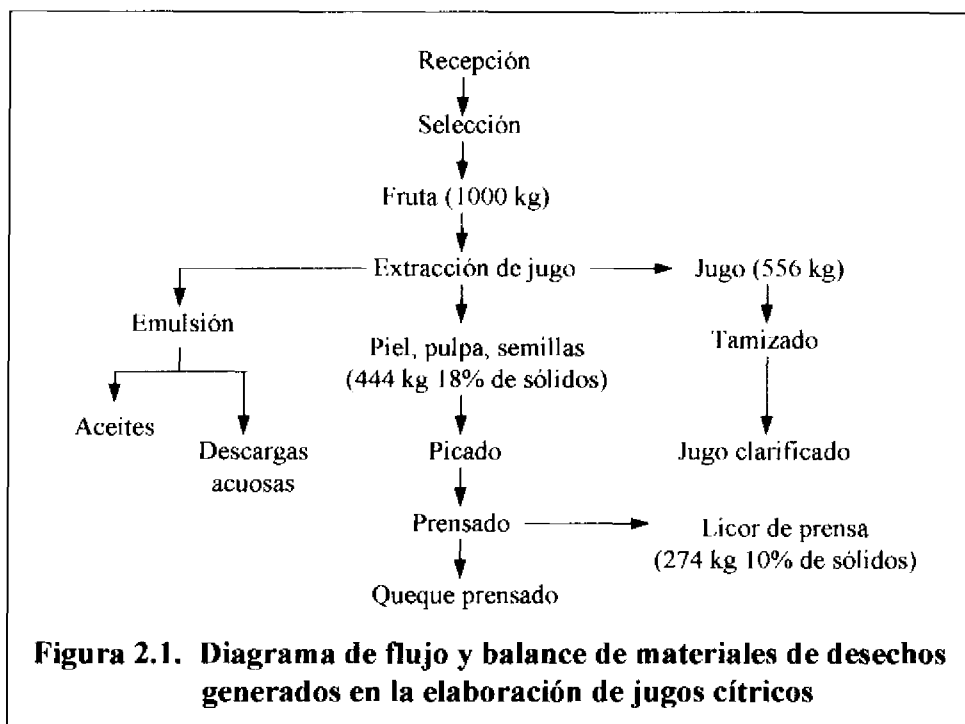 Recepción
Selección
Fruta (1000 kg)
Extracción de jugo
Jugo (556 kg)
Emulsión
Piel, pulpa, semillas
(444 kg 18% de sólidos)
Tamizado
Aceites
Descargas
acuosas
Picado
Jugo clarificado
Prensado
Licor de prensa
(274 kg 10% de sólidos)
Queque prensado
Figura 2.1. Diagrama de flujo y balance de materiales de desechos
generados en la elaboración de jugos cítricos